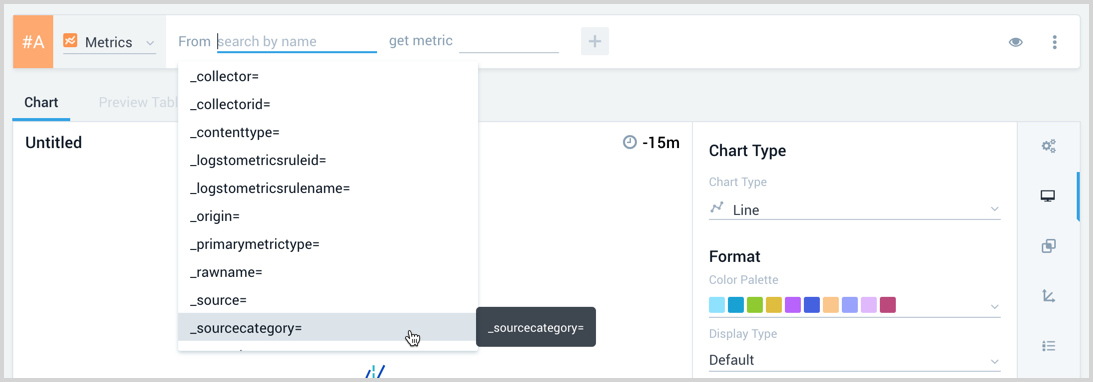 #A Metrics From search by name get metric +
_collector=
_collectorid=
_contenttype=
_logstometricsruleid=
_logstometricsrulename=
_origin=
_primarymetrictype=
_rawname=
_source=
_sourcecategory=
_sourcecategory=
Chart Preview Tabl
Untitled
-15m
Chart Type
Chart Type
Line
Format
Color Palette
Display Type
Default